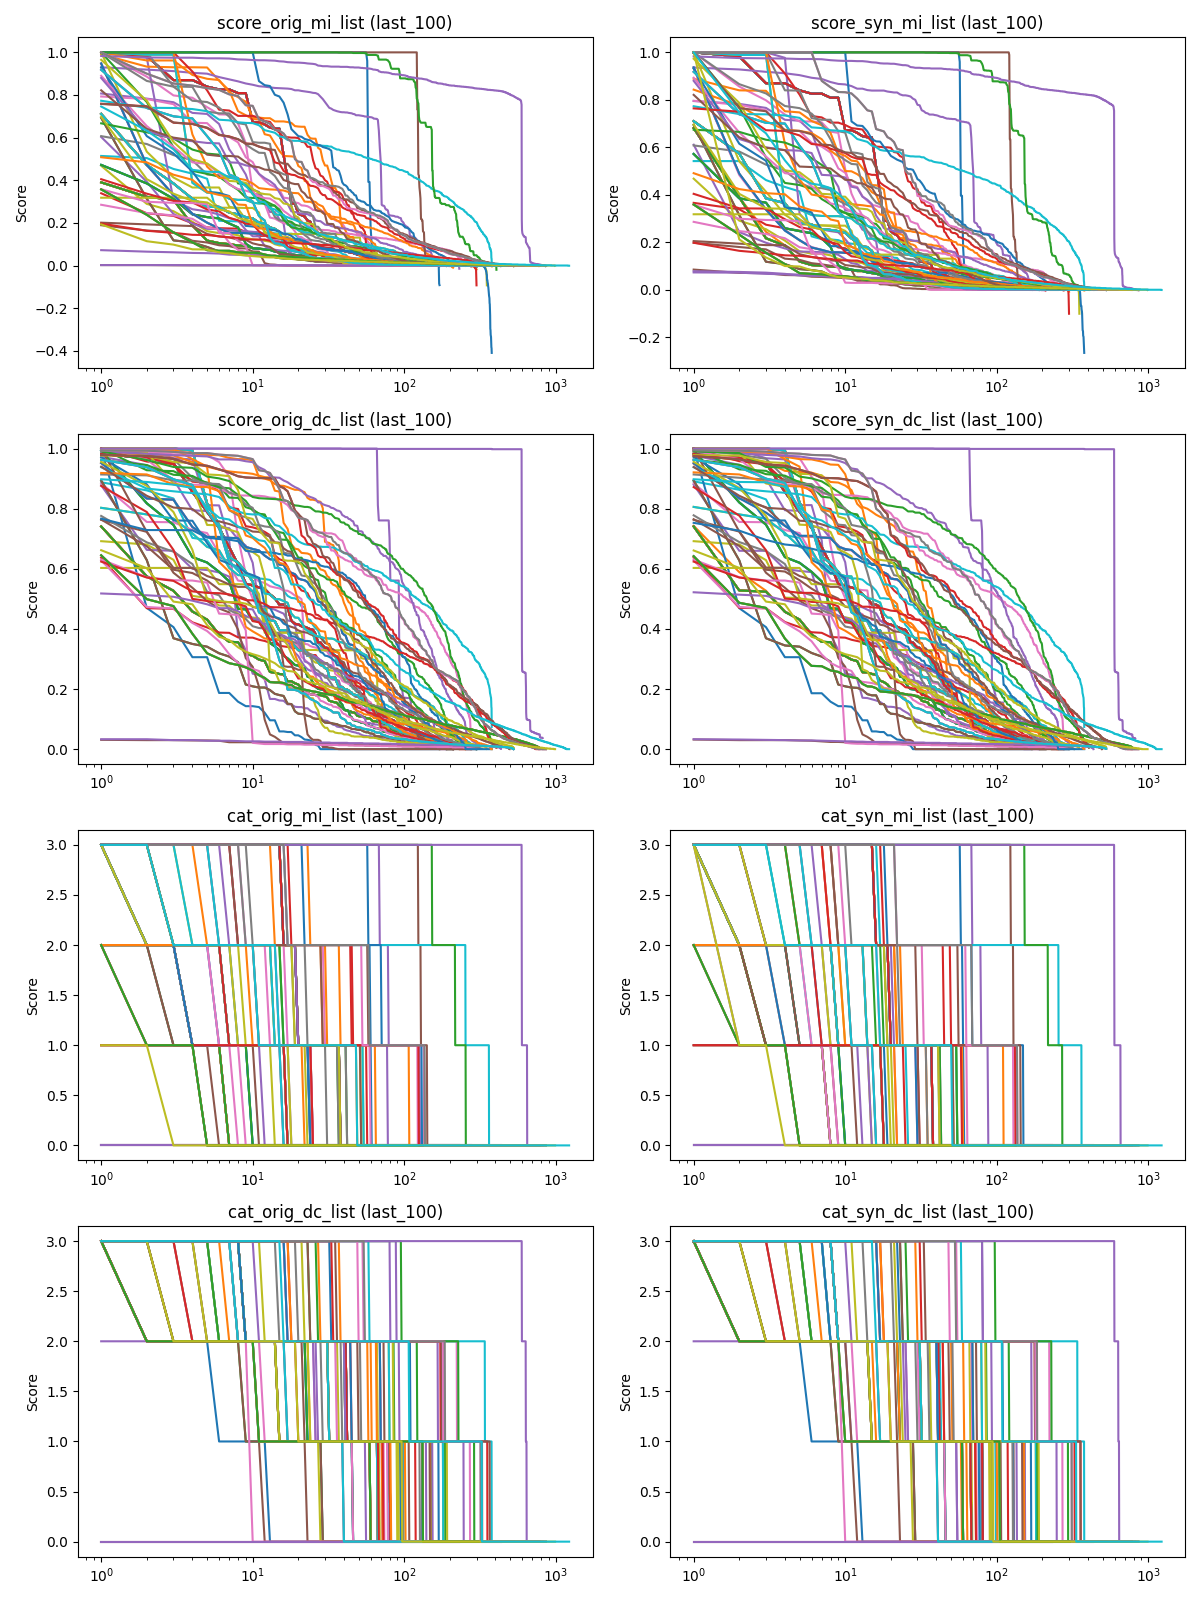 score_orig_mi_list (last_100)
1.0
0.8
0.6
0.4
0.2
0.0
−0.2
−0.4
Score
10⁰ 10¹ 10² 10³
score_syn_mi_list (last_100)
1.0
0.8
0.6
0.4
0.2
0.0
−0.2
Score
10⁰ 10¹ 10² 10³
score_orig_dc_list (last_100)
1.0
0.8
0.6
0.4
0.2
0.0
Score
10⁰ 10¹ 10² 10³
score_syn_dc_list (last_100)
1.0
0.8
0.6
0.4
0.2
0.0
Score
10⁰ 10¹ 10² 10³
cat_orig_mi_list (last_100)
3.0
2.5
2.0
1.5
1.0
0.5
0.0
Score
10⁰ 10¹ 10² 10³
cat_syn_mi_list (last_100)
3.0
2.5
2.0
1.5
1.0
0.5
0.0
Score
10⁰ 10¹ 10² 10³
cat_orig_dc_list (last_100)
3.0
2.5
2.0
1.5
1.0
0.5
0.0
Score
10⁰ 10¹ 10² 10³
cat_syn_dc_list (last_100)
3.0
2.5
2.0
1.5
1.0
0.5
0.0
Score
10⁰ 10¹ 10² 10³